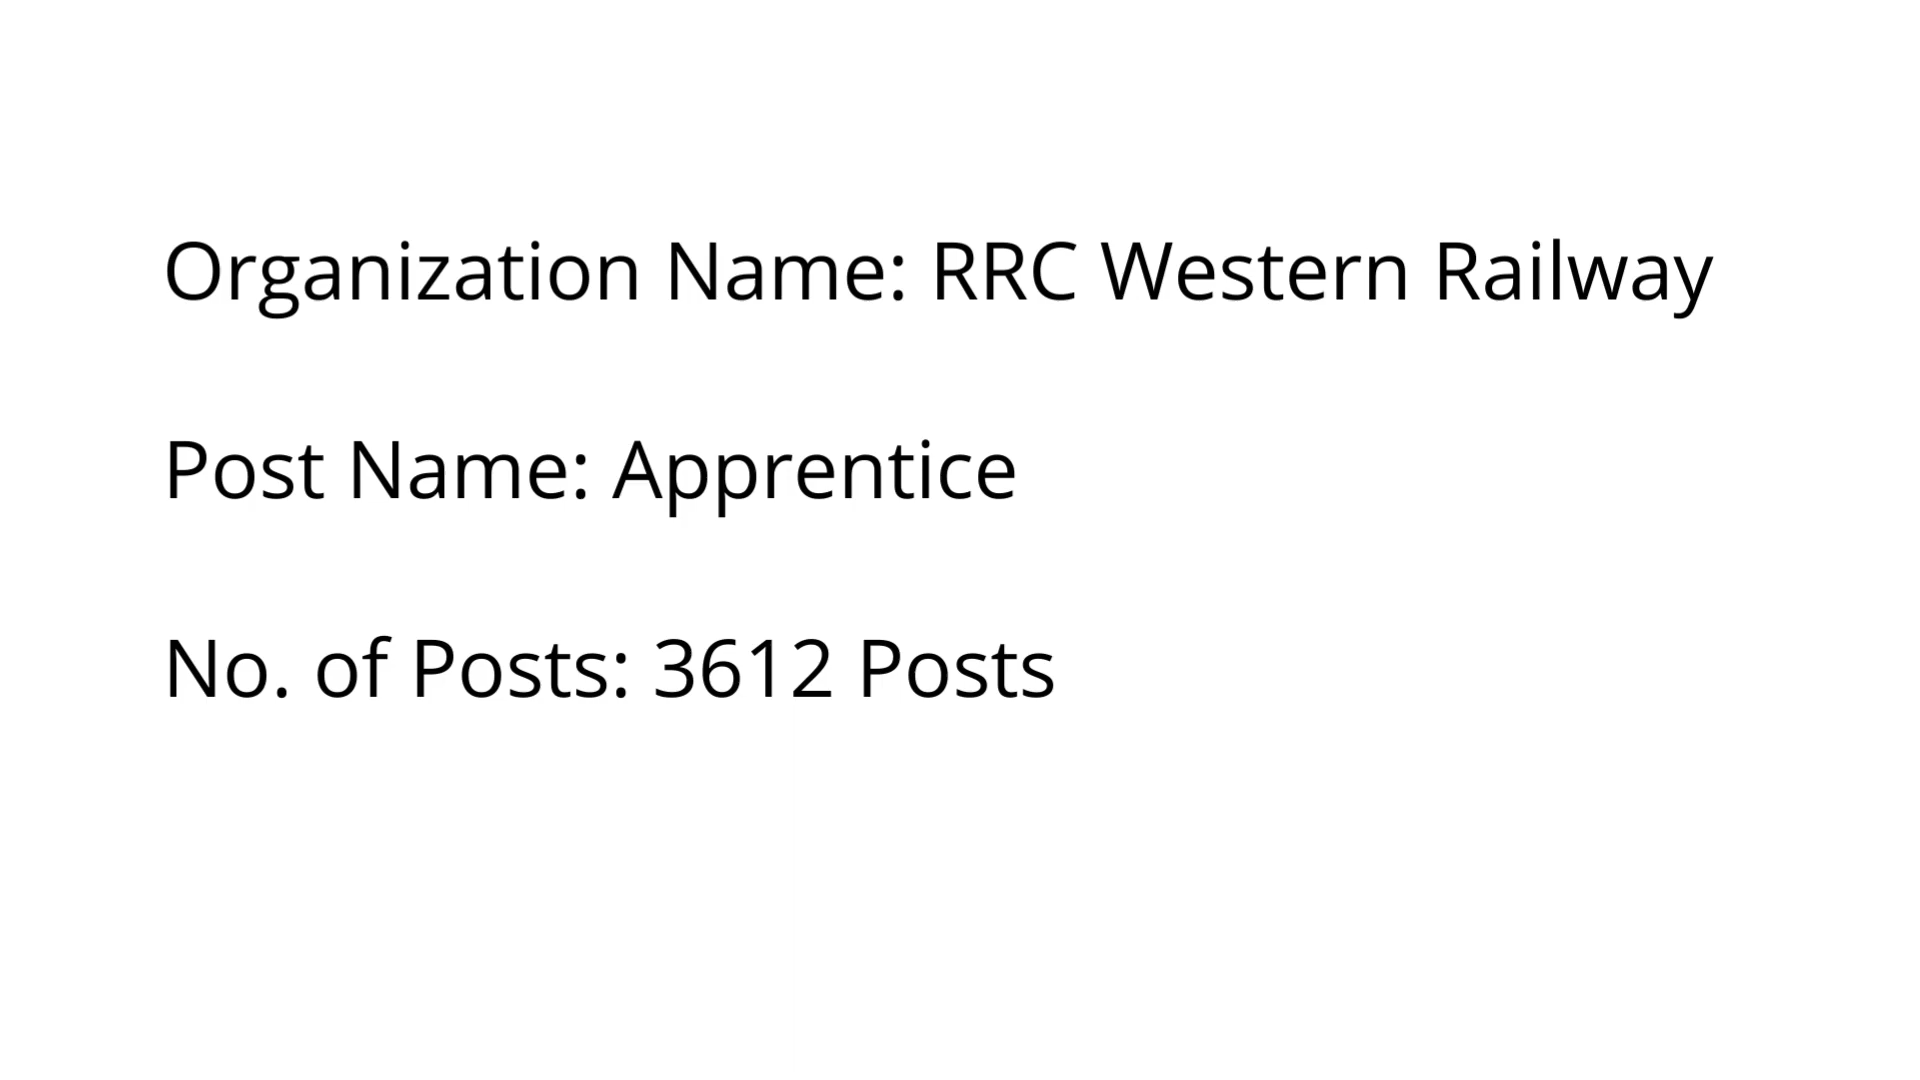 Organization Name: RRC Western Railway
Post Name: Apprentice
No. of Posts: 3612 Posts